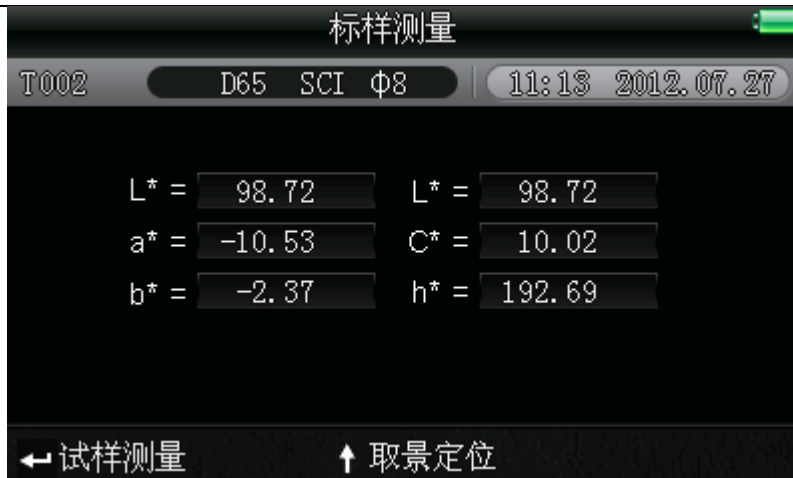 标样测量
T002 D65 SCI Φ8 11:13 2012.07.27
L* = 98.72 L* = 98.72
a* = -10.53 C* = 10.02
b* = -2.37 h* = 192.69
试样测量 取景定位